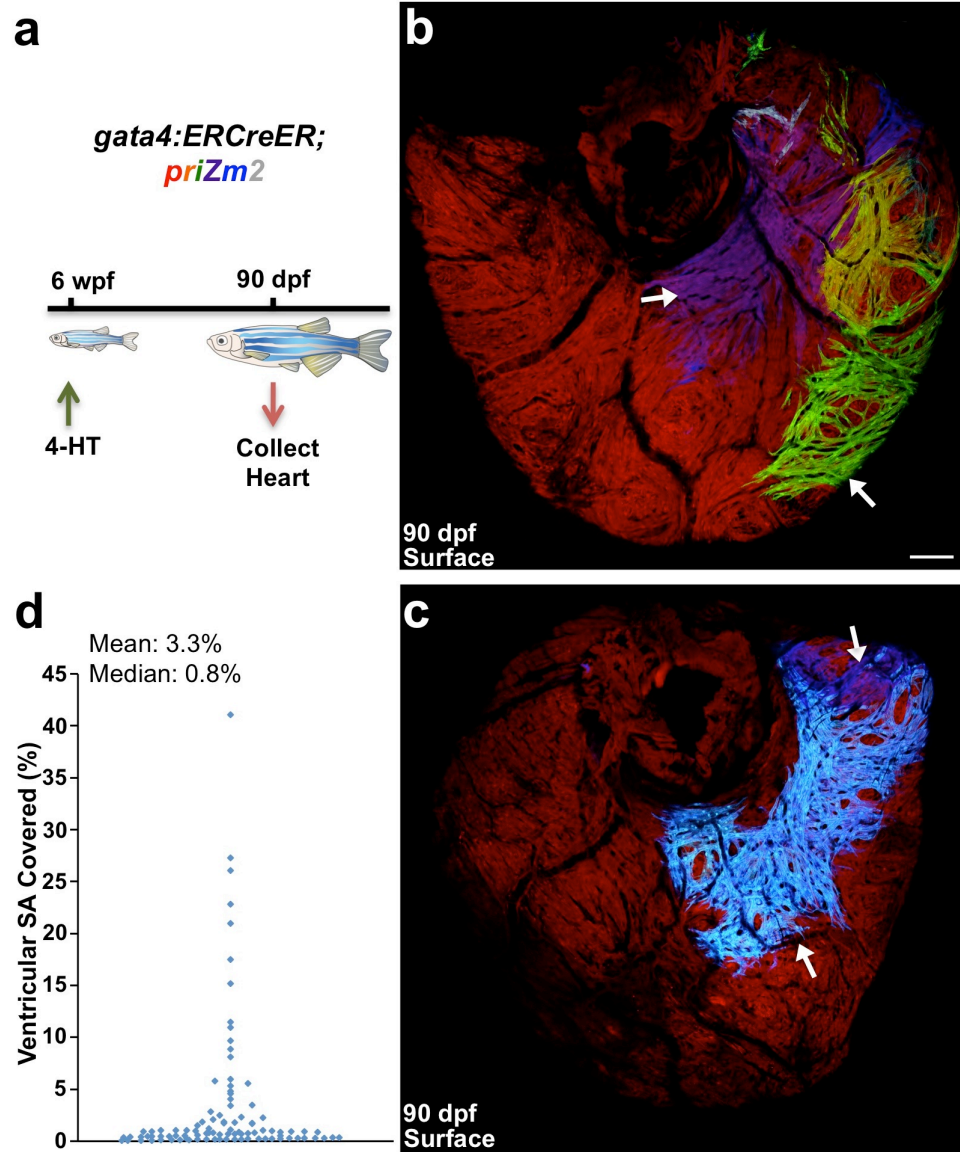 a
gata4:ERCreER;
priZm2
6 wpf
90 dpf
4-HT
Collect
Heart
b
90 dpf
Surface
d
Mean: 3.3%
Median: 0.8%
Ventricular SA Covered (%)
45
40
35
30
25
20
15
10
5
0
c
90 dpf
Surface